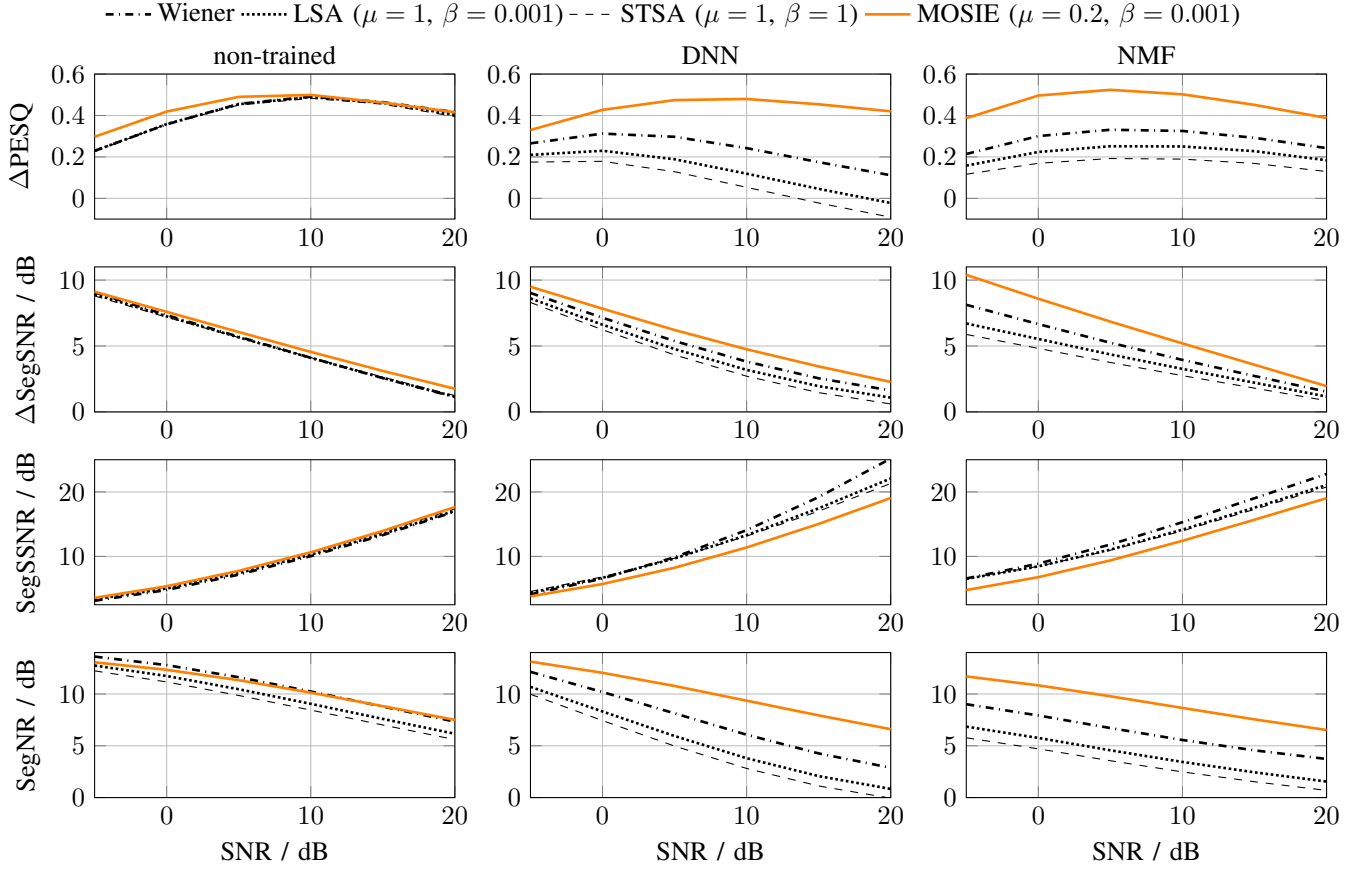 Wiener LSA (μ = 1, β = 0.001) STSA (μ = 1, β = 1) MOSIE (μ = 0.2, β = 0.001)
non-trained DNN NMF
ΔPESQ
0.6
0.4
0.2
0
0 10 20
0.6
0.4
0.2
0
0 10 20
0.6
0.4
0.2
0
0 10 20
ΔSegSNR / dB
10
5
0
0 10 20
10
5
0
0 10 20
10
5
0
0 10 20
SegSSNR / dB
20
10
0 10 20
20
10
0 10 20
20
10
0 10 20
SegNR / dB
10
5
0
0 10 20
SNR / dB
10
5
0
0 10 20
SNR / dB
10
5
0
0 10 20
SNR / dB